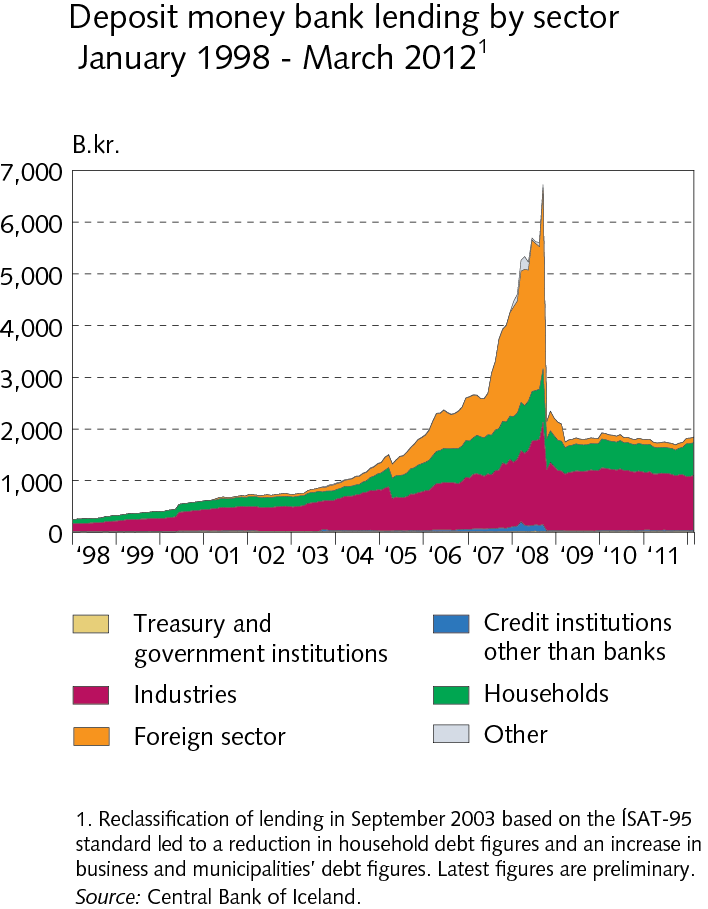 Deposit money bank lending by sector
January 1998 - March 2012¹
B.kr.
7,000
6,000
5,000
4,000
3,000
2,000
1,000
0
‘98 ‘99 ‘00 ‘01 ‘02 ‘03 ‘04 ‘05 ‘06 ‘07 ‘08 ‘09 ‘10 ‘11
Treasury and
government institutions
Industries
Foreign sector
Credit institutions
other than banks
Households
Other
1. Reclassification of lending in September 2003 based on the ÍSAT-95
standard led to a reduction in household debt figures and an increase in
business and municipalities’ debt figures. Latest figures are preliminary.
Source: Central Bank of Iceland.